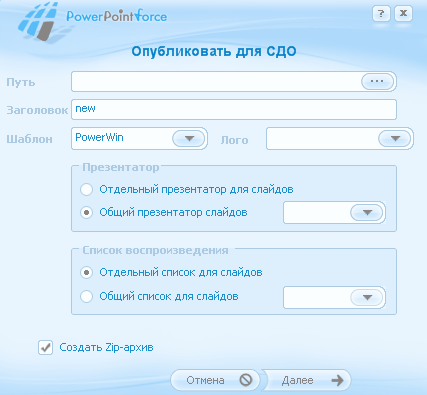 PowerPointForce
? X
Опубликовать для СДО
Путь ...
Заголовок new
Шаблон PowerWin Лого
Презентатор
Отдельный презентатор для слайдов
Общий презентатор слайдов
Список воспроизведения
Отдельный список для слайдов
Общий список для слайдов
Создать Zip-архив
Отмена Далее